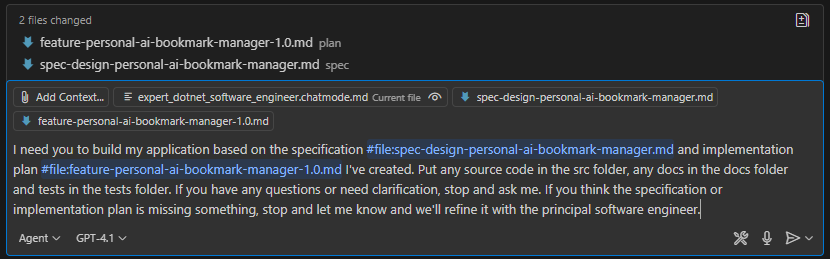 2 files changed
feature-personal-ai-bookmark-manager-1.0.md plan
spec-design-personal-ai-bookmark-manager.md spec
Add Context... expert_dotnet_software_engineer.chatmode.md Current file spec-design-personal-ai-bookmark-manager.md
feature-personal-ai-bookmark-manager-1.0.md
I need you to build my application based on the specification #file:spec-design-personal-ai-bookmark-manager.md and implementation
plan #file:feature-personal-ai-bookmark-manager-1.0.md I've created. Put any source code in the src folder, any docs in the docs folder
and tests in the tests folder. If you have any questions or need clarification, stop and ask me. If you think the specification or
implementation plan is missing something, stop and let me know and we'll refine it with the principal software engineer.
Agent GPT-4.1